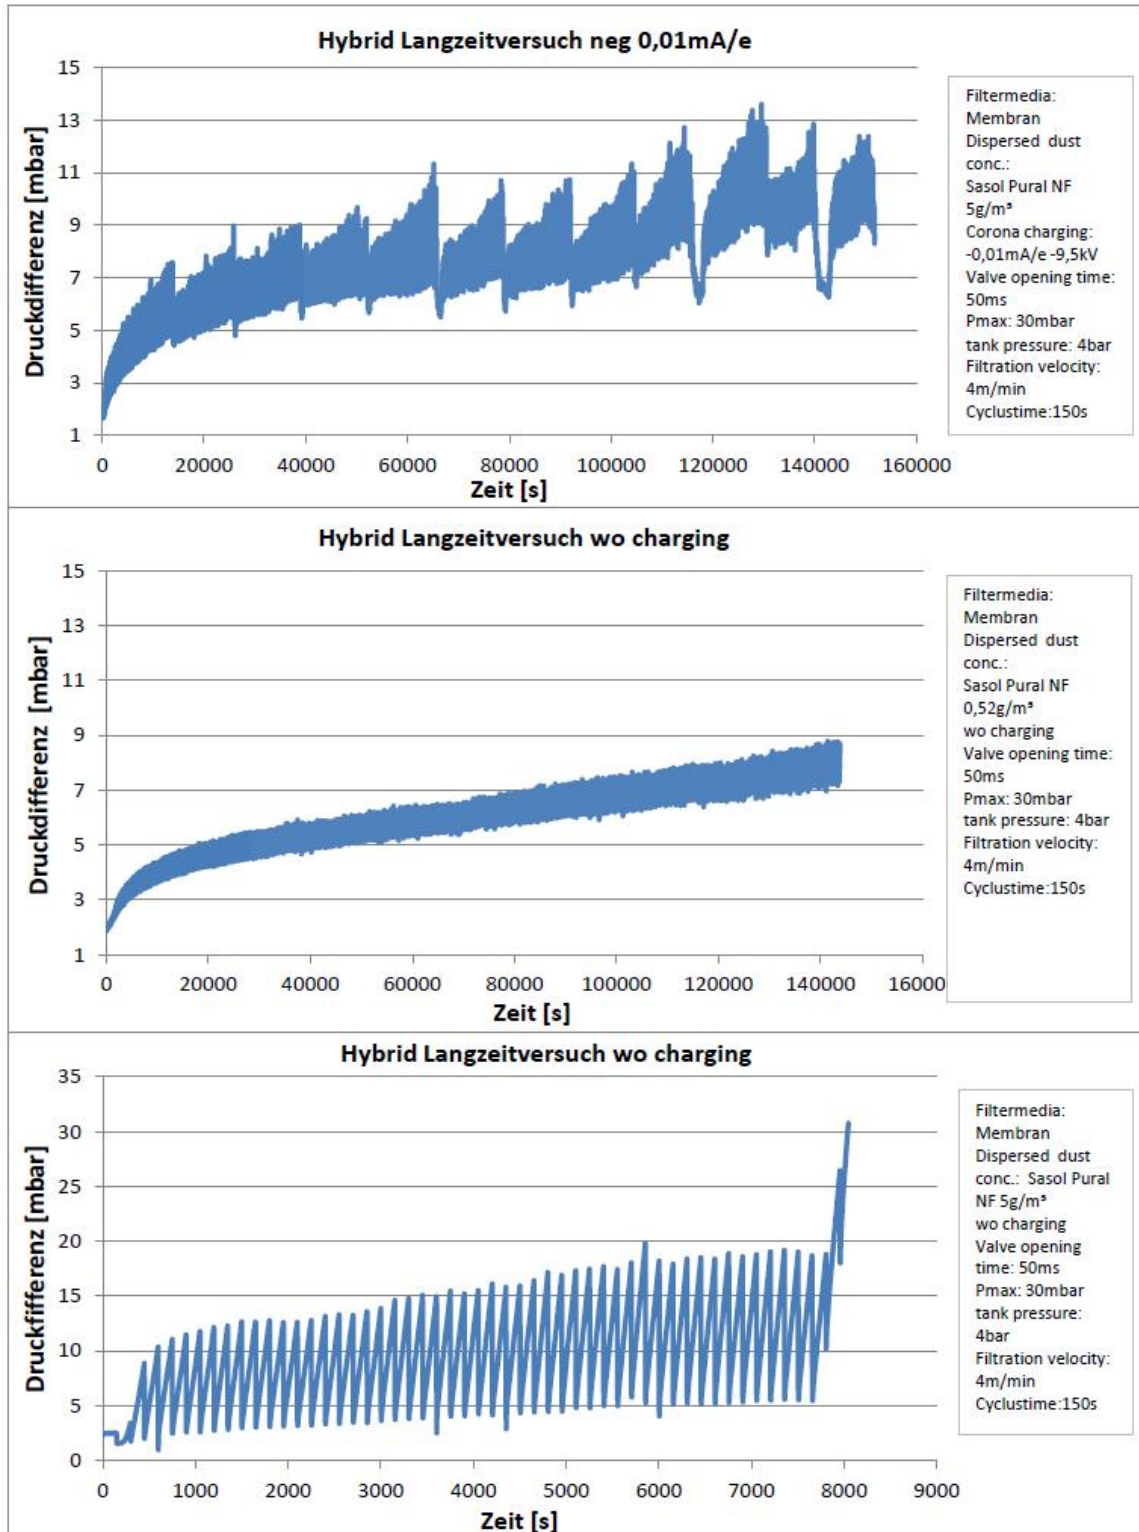 Hybrid Langzeitversuch neg 0,01mA/e
Druckdifferenz [mbar]
15
13
11
9
7
5
3
1
0 20000 40000 60000 80000 100000 120000 140000 160000
Zeit [s]
Filtermedia:
Membran
Dispersed dust
conc.:
Sasol Pural NF
5g/m³
Corona charging:
-0,01mA/e -9,5kV
Valve opening time:
50ms
Pmax: 30mbar
tank pressure: 4bar
Filtration velocity:
4m/min
Cyclustime:150s
Hybrid Langzeitversuch wo charging
Druckdifferenz [mbar]
15
13
11
9
7
5
3
1
0 20000 40000 60000 80000 100000 120000 140000 16000
Zeit [s]
Filtermedia:
Membran
Dispersed dust
conc.:
Sasol Pural NF
0,52g/m³
wo charging
Valve opening time:
50ms
Pmax: 30mbar
tank pressure: 4bar
Filtration velocity:
4m/min
Cyclustime:150s
Hybrid Langzeitversuch wo charging
Druckfifferenz [mbar]
35
30
25
20
15
10
5
0
0 1000 2000 3000 4000 5000 6000 7000 8000 9000
Zeit [s]
Filtermedia:
Membran
Dispersed dust
conc.: Sasol Pural
NF 5g/m³
wo charging
Valve opening
time: 50ms
Pmax: 30mbar
tank pressure:
4bar
Filtration velocity:
4m/min
Cyclustime:150s